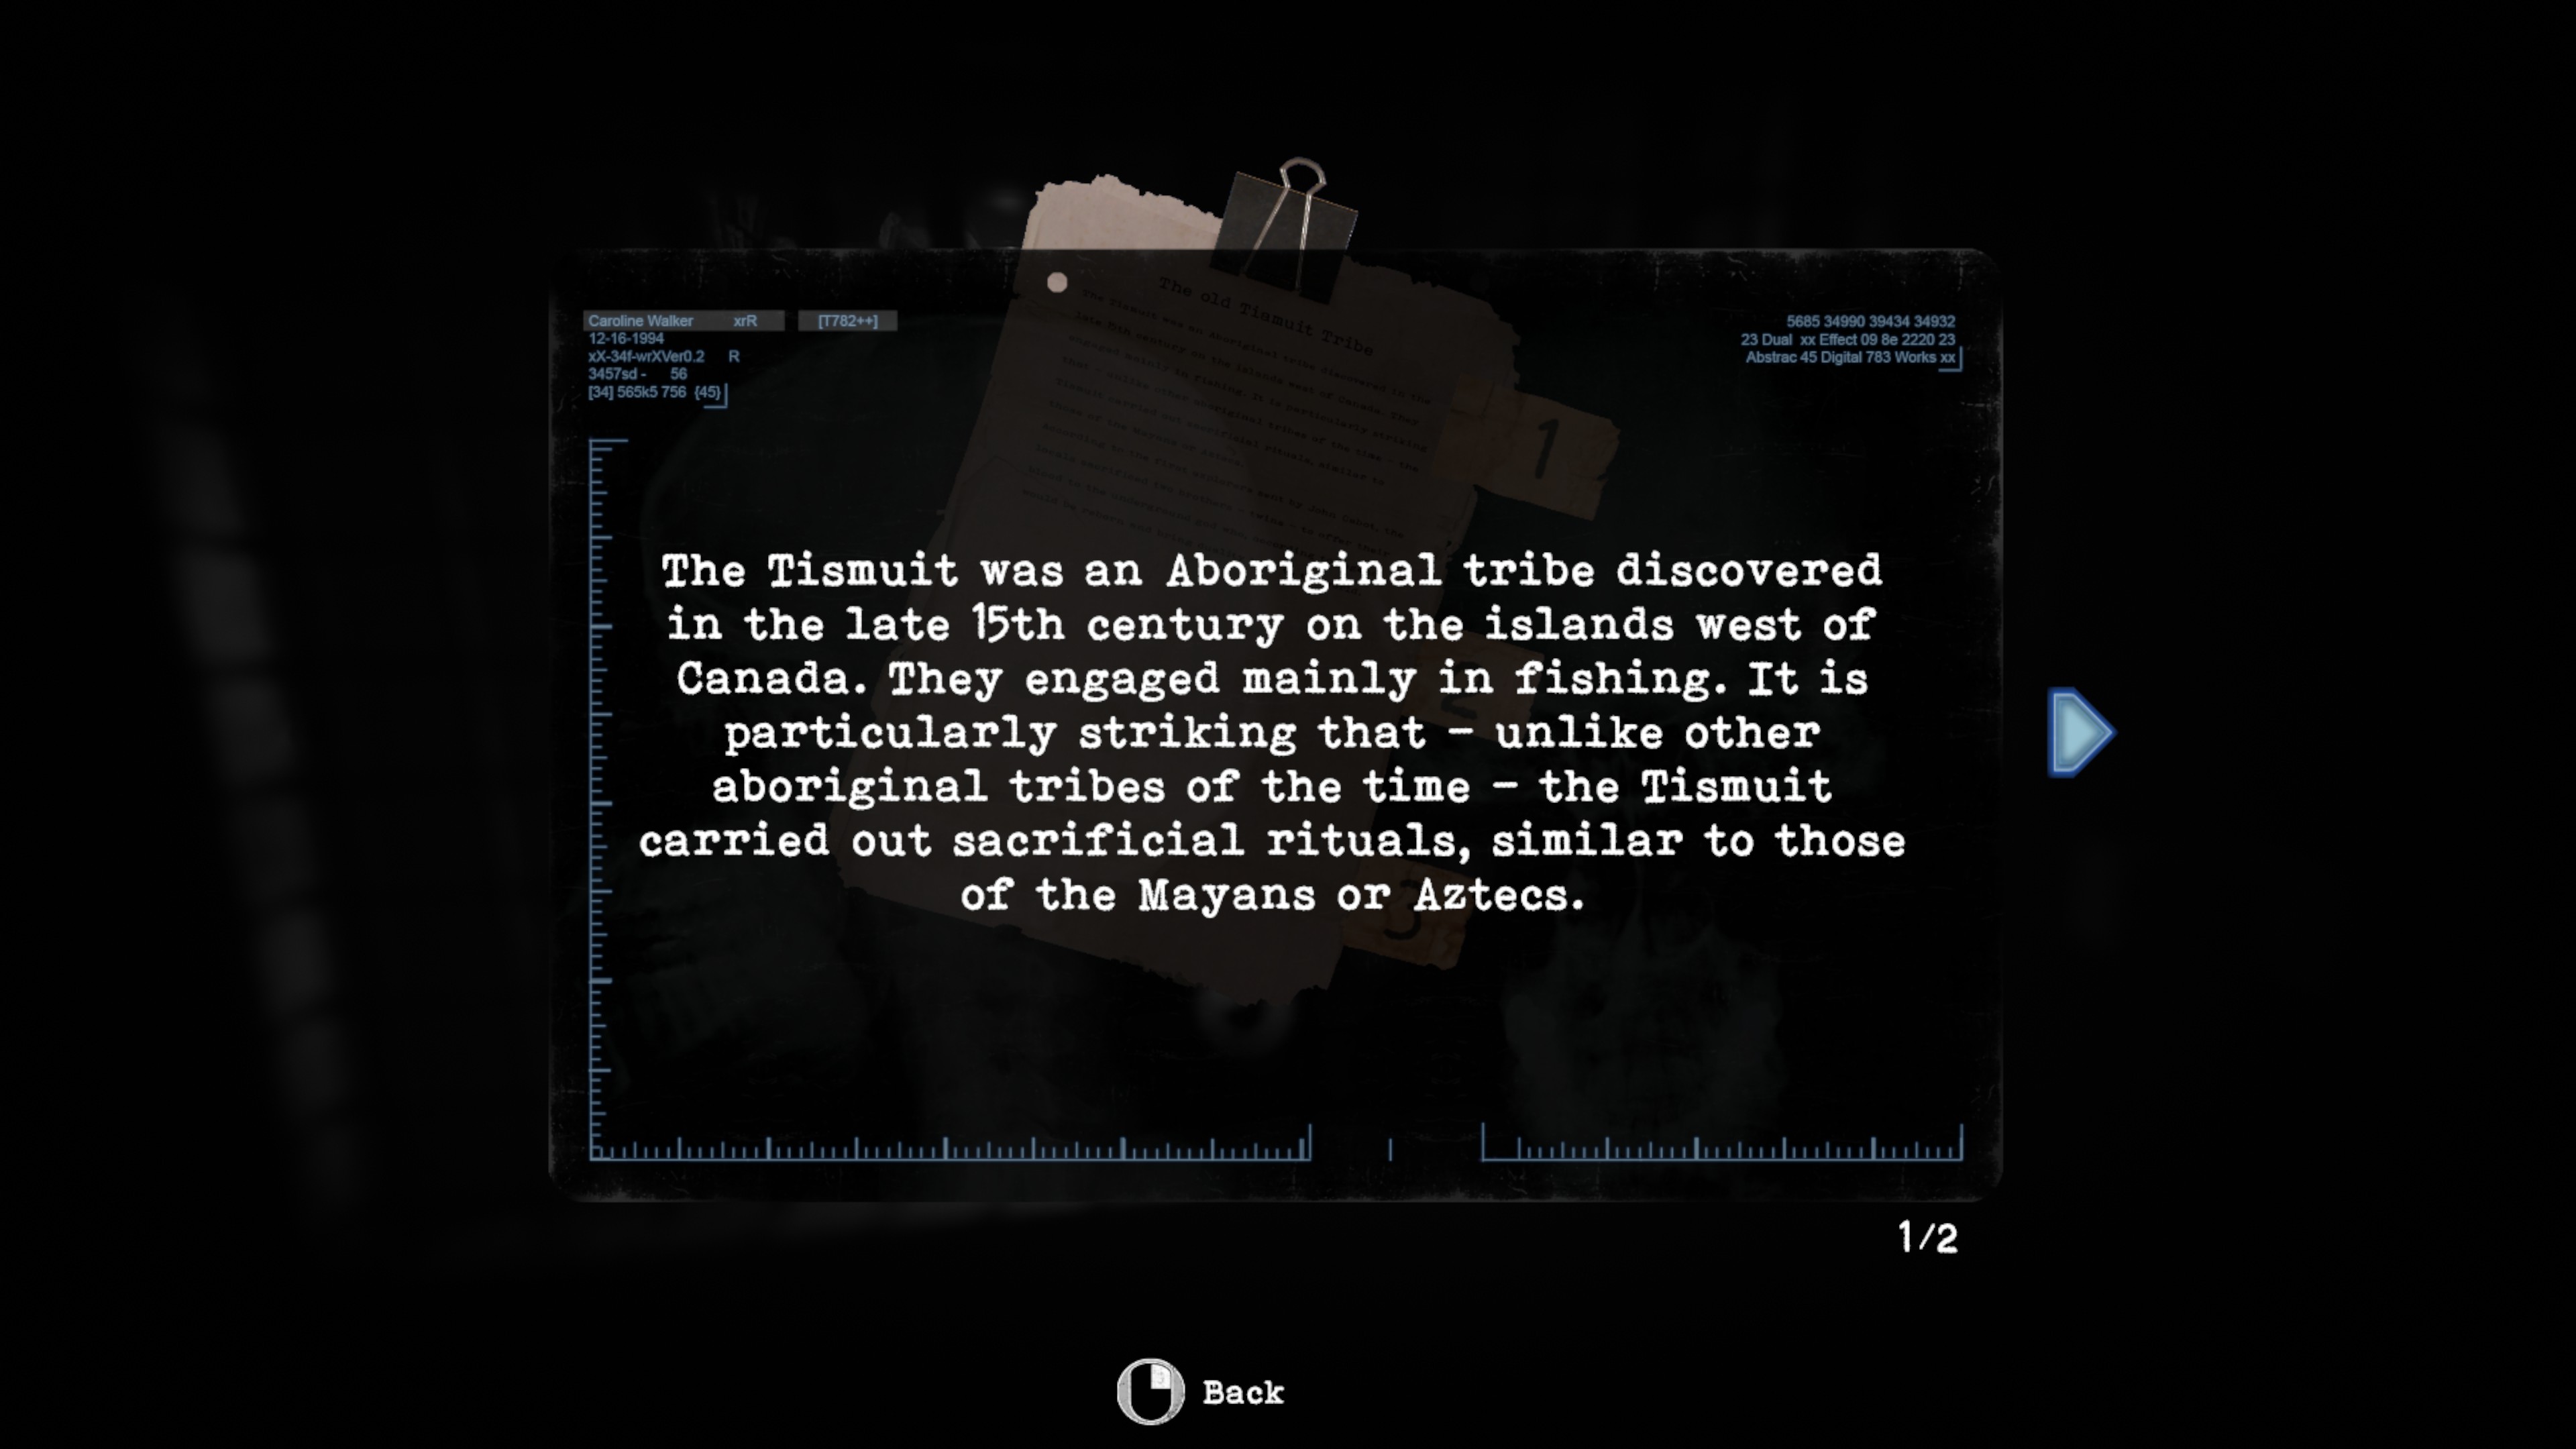 The old Tismuit Tribe
Caroline Walker xrR [T782++]
12-16-1994
xX-34f-wrXVer0.2 R
3457sd - 56
[34] 565k5 756 {45}
5685 34990 39434 34932
23 Dual xx Effect 09 8e 2220 23
Abstrac 45 Digital 783 Works xx
1
2
3
The Tismuit was an Aboriginal tribe discovered
in the late 15th century on the islands west of
Canada. They engaged mainly in fishing. It is
particularly striking that – unlike other
aboriginal tribes of the time – the Tismuit
carried out sacrificial rituals, similar to those
of the Mayans or Aztecs.
1/2
Back